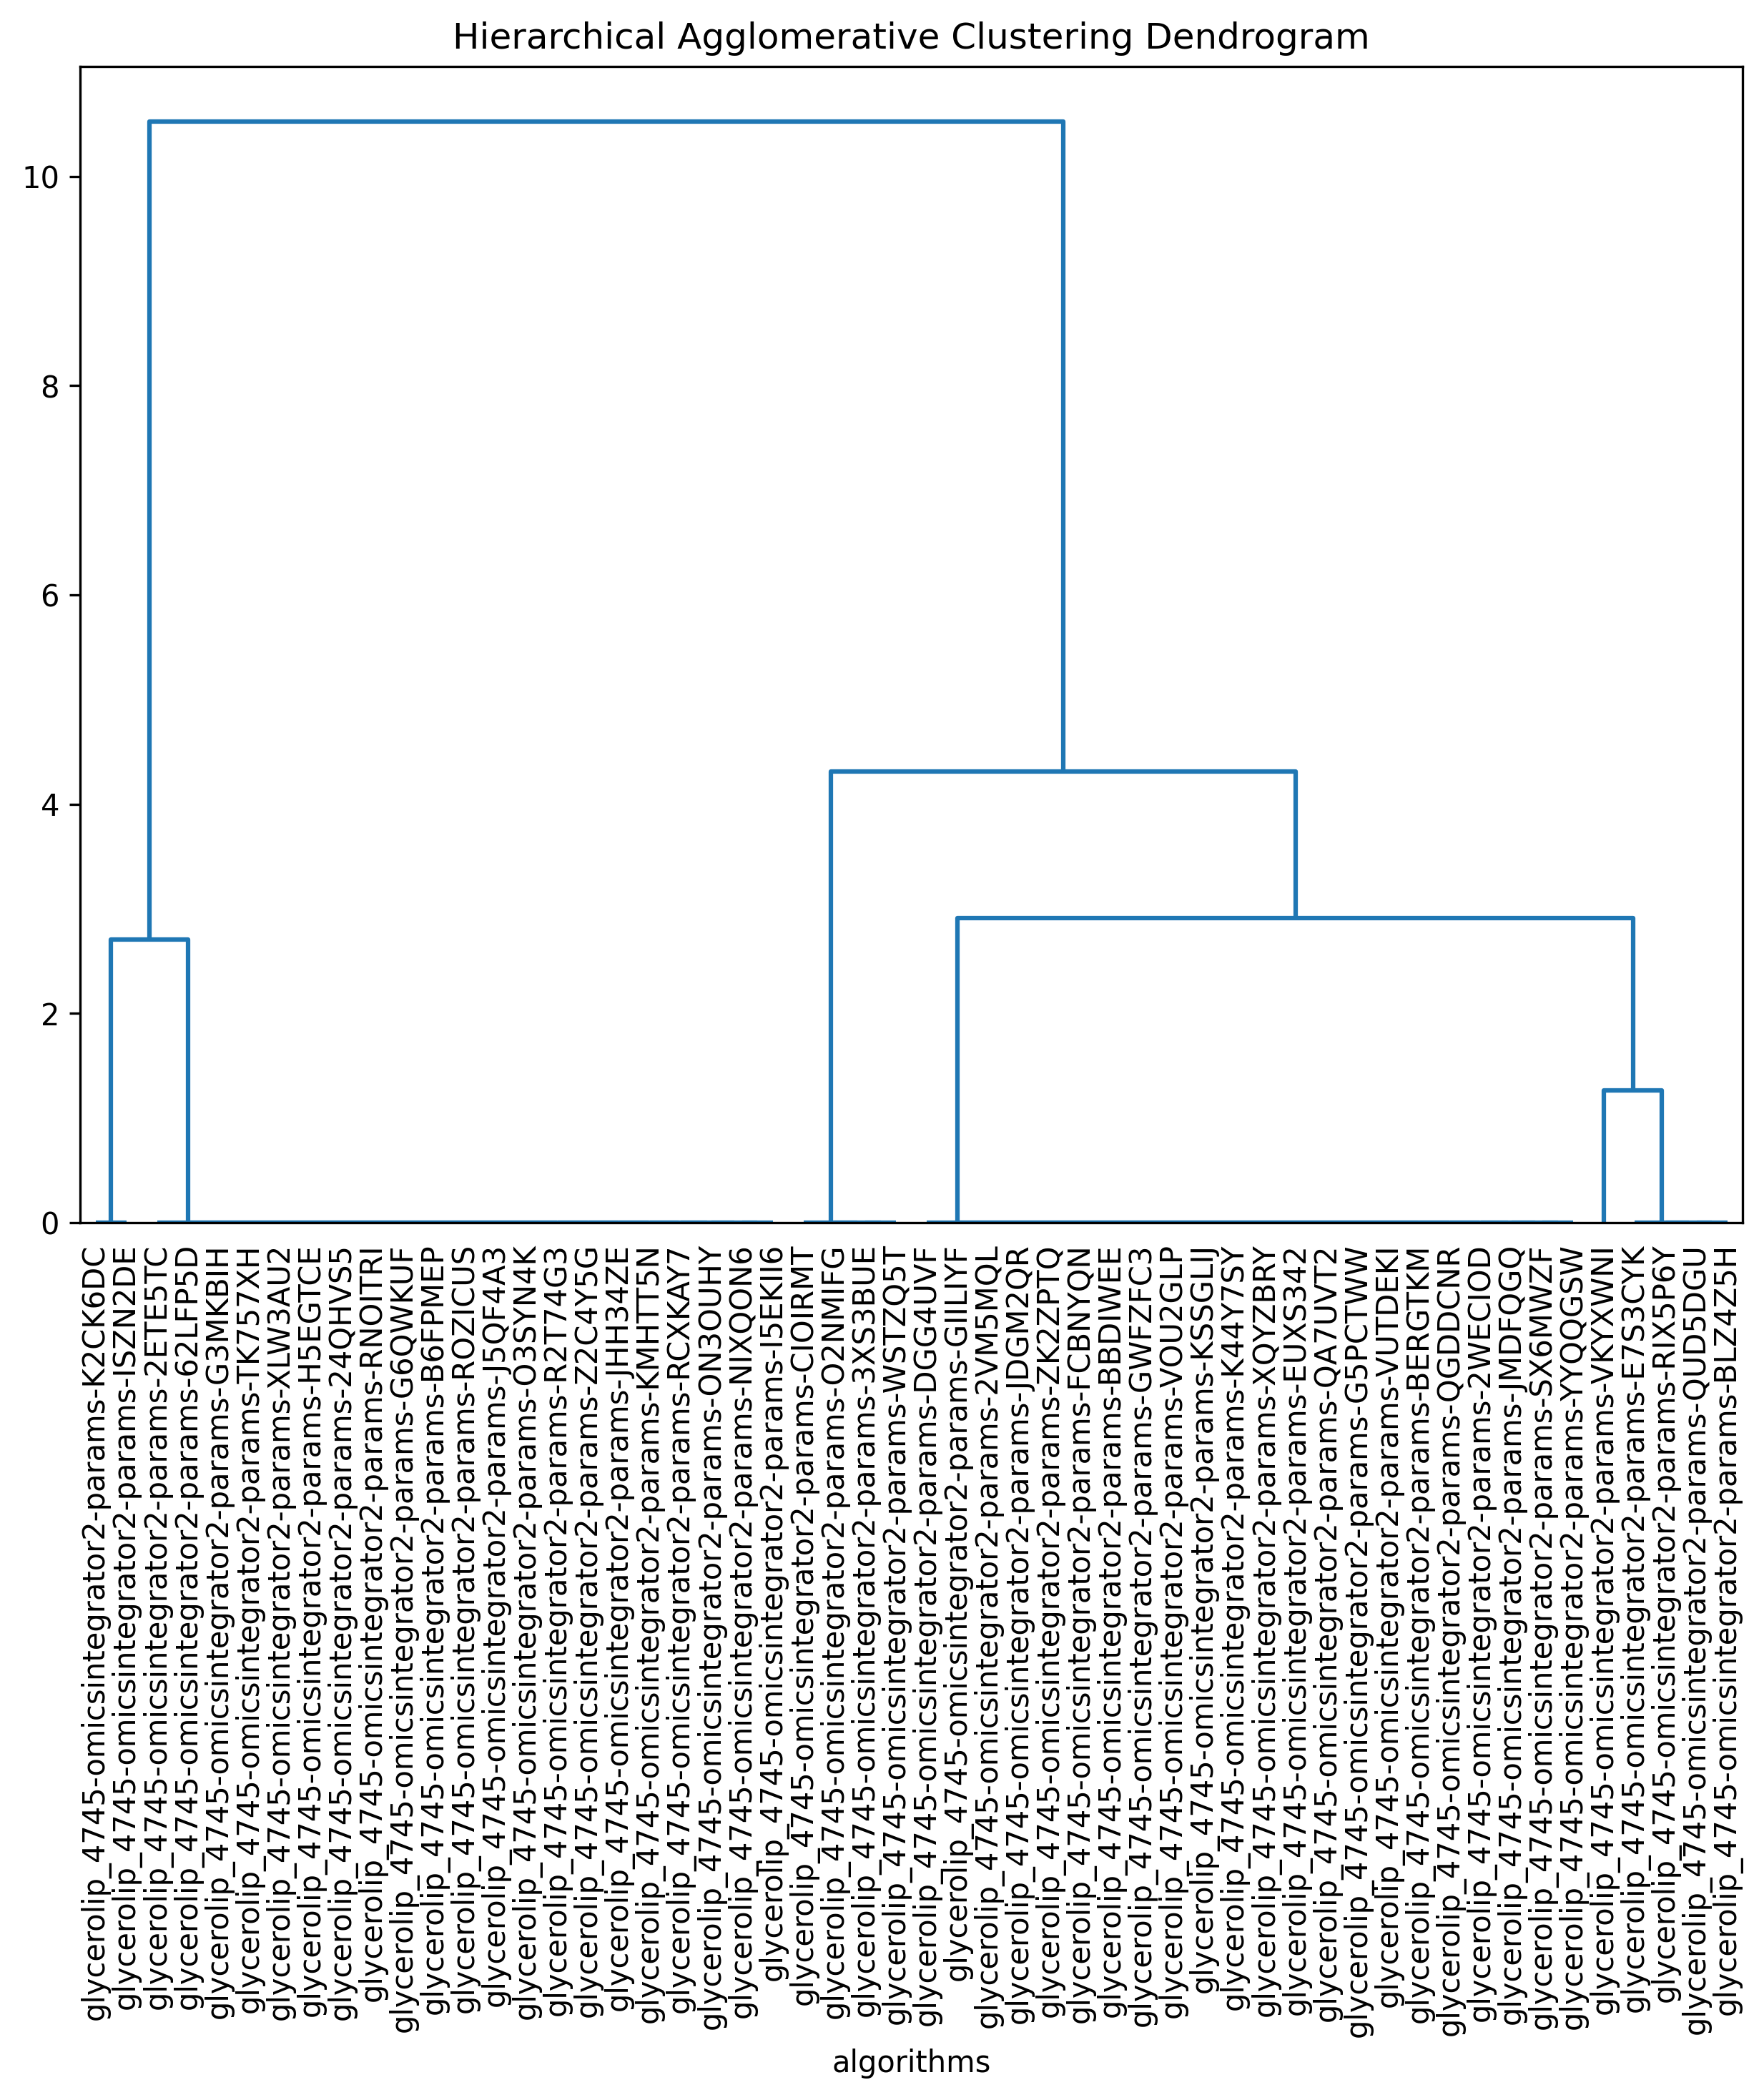 Hierarchical Agglomerative Clustering Dendrogram
10
8
6
4
2
0
glycerolip_4745-omicsintegrator2-params-K2CK6DC
glycerolip_4745-omicsintegrator2-params-ISZN2DE
glycerolip_4745-omicsintegrator2-params-2ETE5TC
glycerolip_4745-omicsintegrator2-params-62LFP5D
glycerolip_4745-omicsintegrator2-params-G3MKBIH
glycerolip_4745-omicsintegrator2-params-TK757XH
glycerolip_4745-omicsintegrator2-params-XLW3AU2
glycerolip_4745-omicsintegrator2-params-H5EGTCE
glycerolip_4745-omicsintegrator2-params-24QHVS5
glycerolip_4745-omicsintegrator2-params-RNOITRI
glycerolip_4745-omicsintegrator2-params-G6QWKUF
glycerolip_4745-omicsintegrator2-params-B6FPMEP
glycerolip_4745-omicsintegrator2-params-ROZICUS
glycerolip_4745-omicsintegrator2-params-J5QF4A3
glycerolip_4745-omicsintegrator2-params-O3SYN4K
glycerolip_4745-omicsintegrator2-params-R2T74G3
glycerolip_4745-omicsintegrator2-params-Z2C4Y5G
glycerolip_4745-omicsintegrator2-params-JHH34ZE
glycerolip_4745-omicsintegrator2-params-KMHTT5N
glycerolip_4745-omicsintegrator2-params-RCXKAY7
glycerolip_4745-omicsintegrator2-params-ON3OUHY
glycerolip_4745-omicsintegrator2-params-NIXQON6
glycerolip_4745-omicsintegrator2-params-I5EKII6
glycerolip_4745-omicsintegrator2-params-CIOIRMT
glycerolip_4745-omicsintegrator2-params-O2NMIFG
glycerolip_4745-omicsintegrator2-params-3XS3BUE
glycerolip_4745-omicsintegrator2-params-WSTZQ5T
glycerolip_4745-omicsintegrator2-params-DGG4UVF
glycerolip_4745-omicsintegrator2-params-GIILIYF
glycerolip_4745-omicsintegrator2-params-2VM5MQL
glycerolip_4745-omicsintegrator2-params-JDGM2QR
glycerolip_4745-omicsintegrator2-params-ZK2ZPTQ
glycerolip_4745-omicsintegrator2-params-FCBNYQN
glycerolip_4745-omicsintegrator2-params-BBDIWEE
glycerolip_4745-omicsintegrator2-params-GWFZFC3
glycerolip_4745-omicsintegrator2-params-VOU2GLP
glycerolip_4745-omicsintegrator2-params-KSSGLIJ
glycerolip_4745-omicsintegrator2-params-K44Y7SY
glycerolip_4745-omicsintegrator2-params-XQYZBRY
glycerolip_4745-omicsintegrator2-params-EUXS342
glycerolip_4745-omicsintegrator2-params-QA7UVT2
glycerolip_4745-omicsintegrator2-params-G5PCTWW
glycerolip_4745-omicsintegrator2-params-VUTDEKI
glycerolip_4745-omicsintegrator2-params-BERGTKM
glycerolip_4745-omicsintegrator2-params-QGDDCNR
glycerolip_4745-omicsintegrator2-params-2WECIOD
glycerolip_4745-omicsintegrator2-params-JMDFQGQ
glycerolip_4745-omicsintegrator2-params-SX6MWZF
glycerolip_4745-omicsintegrator2-params-YYQQGSW
glycerolip_4745-omicsintegrator2-params-VKYXWNI
glycerolip_4745-omicsintegrator2-params-E7S3CYK
glycerolip_4745-omicsintegrator2-params-RIX5P6Y
glycerolip_4745-omicsintegrator2-params-QUD5DGU
glycerolip_4745-omicsintegrator2-params-BLZ4Z5H
algorithms